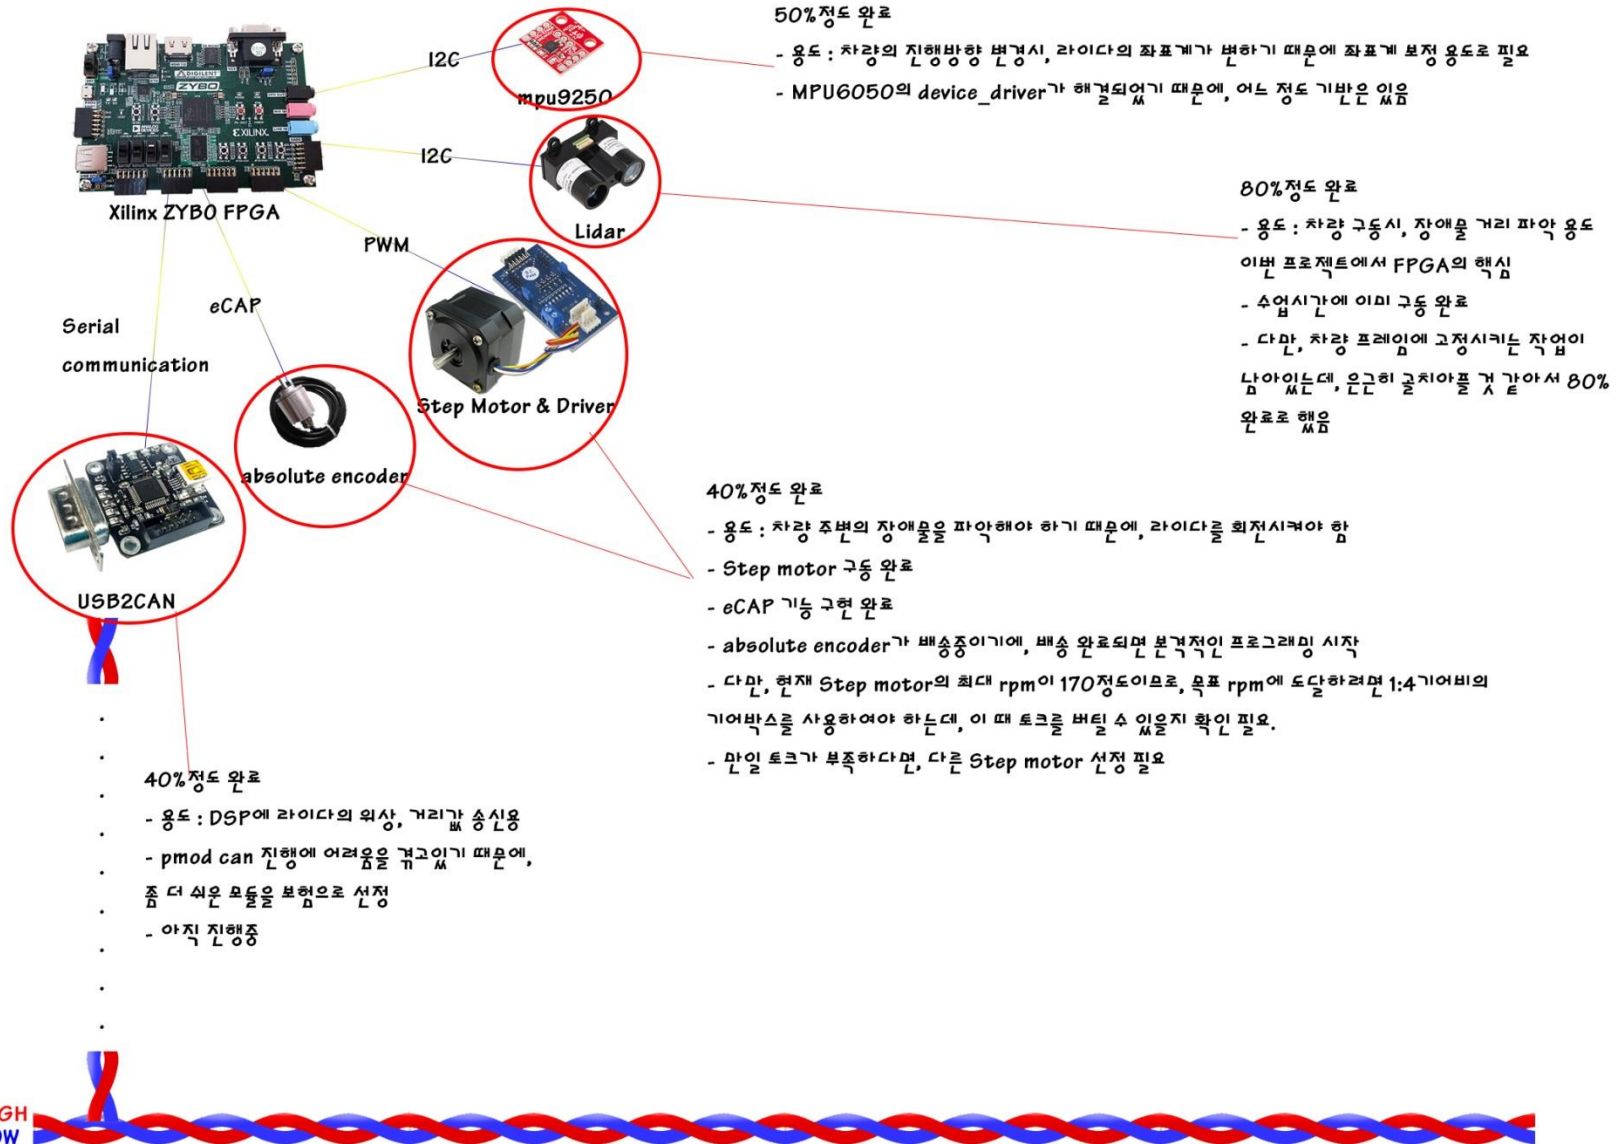 50%정도 완료
- 용도 : 차량의 진행방향 변경시, 라이다의 좌표계가 변하기 때문에 좌표계 보정 용도로 필요
- MPU6050의 device_driver가 해결되었기 때문에, 어느 정도 기반은 있음
I2C
mpu9250
DIGILENT
ZYBO
XILINX
I2C
Xilinx ZYBO FPGA
Lidar
80%정도 완료
- 용도 : 차량 구동시, 장애물 거리 파악 용도
이번 프로젝트에서 FPGA의 핵심
- 수업시간에 이미 구동 완료
- 다만, 차량 프레임에 고정시키는 작업이
남아있는데, 은근히 골치아플 것 같아서 80%
완료로 했음
PWM
eCAP
Serial
communication
Step Motor & Driver
absolute encoder
USB2CAN
40%정도 완료
- 용도 : 차량 주변의 장애물을 파악해야 하기 때문에, 라이다를 회전시켜야 함
- Step motor 구동 완료
- eCAP 기능 구현 완료
- absolute encoder가 배송중이기에, 배송 완료되면 본격적인 프로그래밍 시작
- 다만, 현재 Step motor의 최대 rpm이 170정도이므로, 목표 rpm에 도달하려면 1:4기어비의
기어박스를 사용하여야 하는데, 이 때 토크를 버틸 수 있을지 확인 필요.
- 만일 토크가 부족하다면, 다른 Step motor 선정 필요
40%정도 완료
- 용도 : DSP에 라이다의 위상, 거리값 송신용
- pmod can 진행에 어려움을 겪고있기 때문에,
좀 더 쉬운 모듈을 보험으로 선정
- 아직 진행중
GH
OW